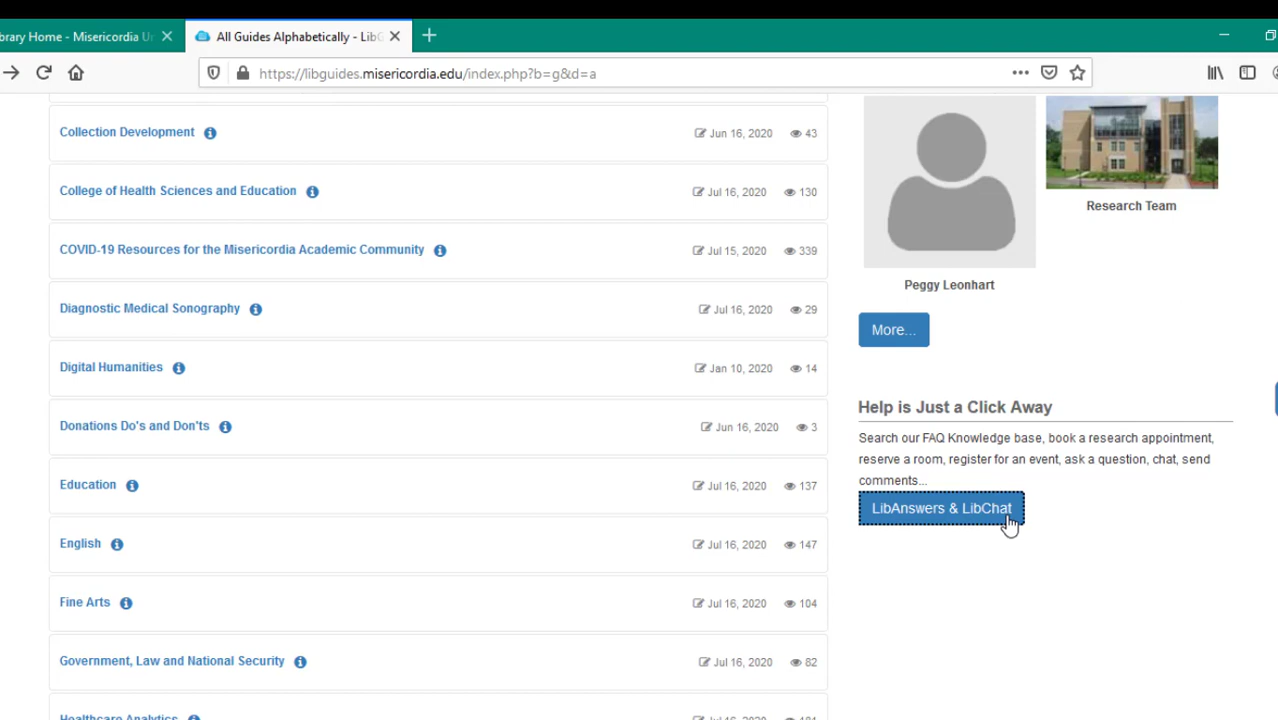 brary Home - Misericordia Un
All Guides Alphabetically - LibG
https://libguides.misericordia.edu/index.php?b=g&d=a
Collection Development
Jun 16, 2020 43
College of Health Sciences and Education
Jul 16, 2020 130
COVID-19 Resources for the Misericordia Academic Community
Jul 15, 2020 339
Diagnostic Medical Sonography
Jul 16, 2020 29
Digital Humanities
Jan 10, 2020 14
Donations Do's and Don'ts
Jun 16, 2020 3
Education
Jul 16, 2020 137
English
Jul 16, 2020 147
Fine Arts
Jul 16, 2020 104
Government, Law and National Security
Jul 16, 2020 82
Healthcare Analytics
Research Team
Peggy Leonhart
More...
Help is Just a Click Away
Search our FAQ Knowledge base, book a research appointment,
reserve a room, register for an event, ask a question, chat, send
comments...
LibAnswers & LibChat